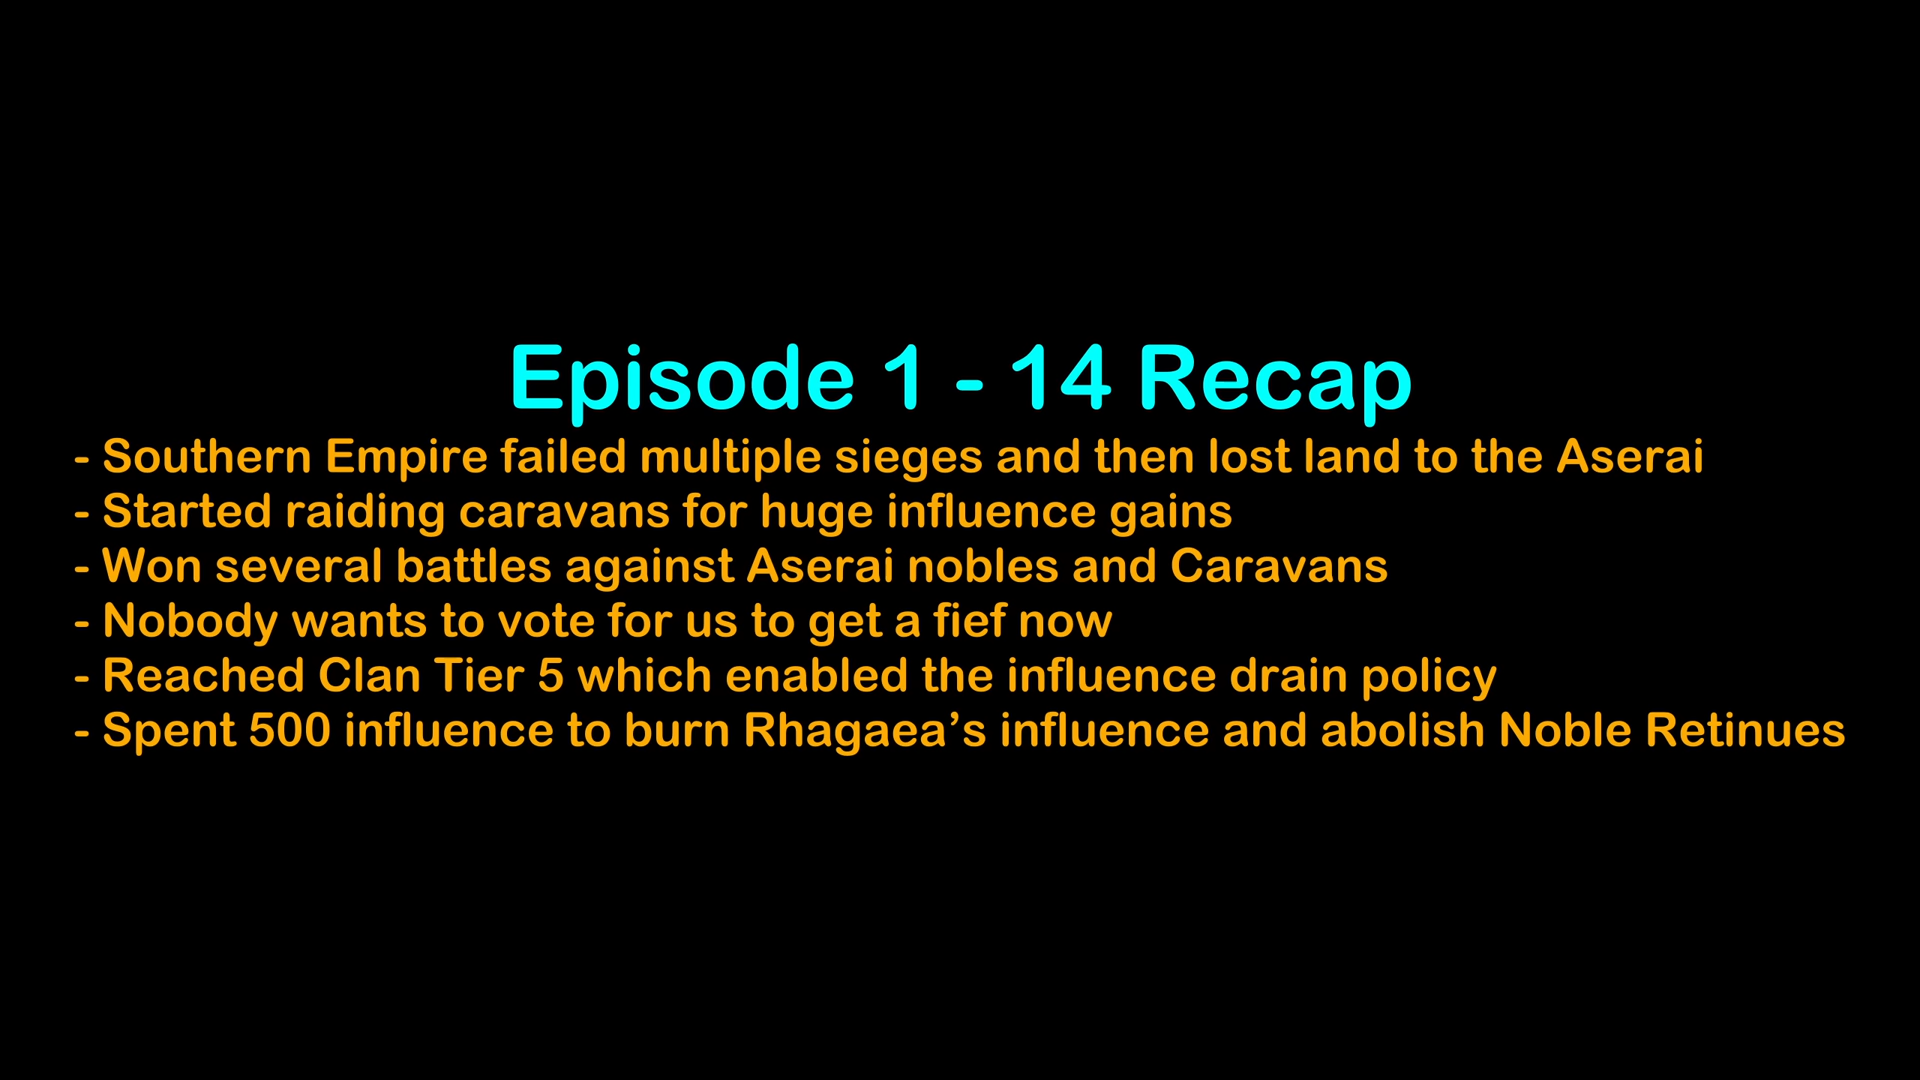 Episode 1 - 14 Recap
- Southern Empire failed multiple sieges and then lost land to the Aserai
- Started raiding caravans for huge influence gains
- Won several battles against Aserai nobles and Caravans
- Nobody wants to vote for us to get a fief now
- Reached Clan Tier 5 which enabled the influence drain policy
- Spent 500 influence to burn Rhagaea’s influence and abolish Noble Retinues